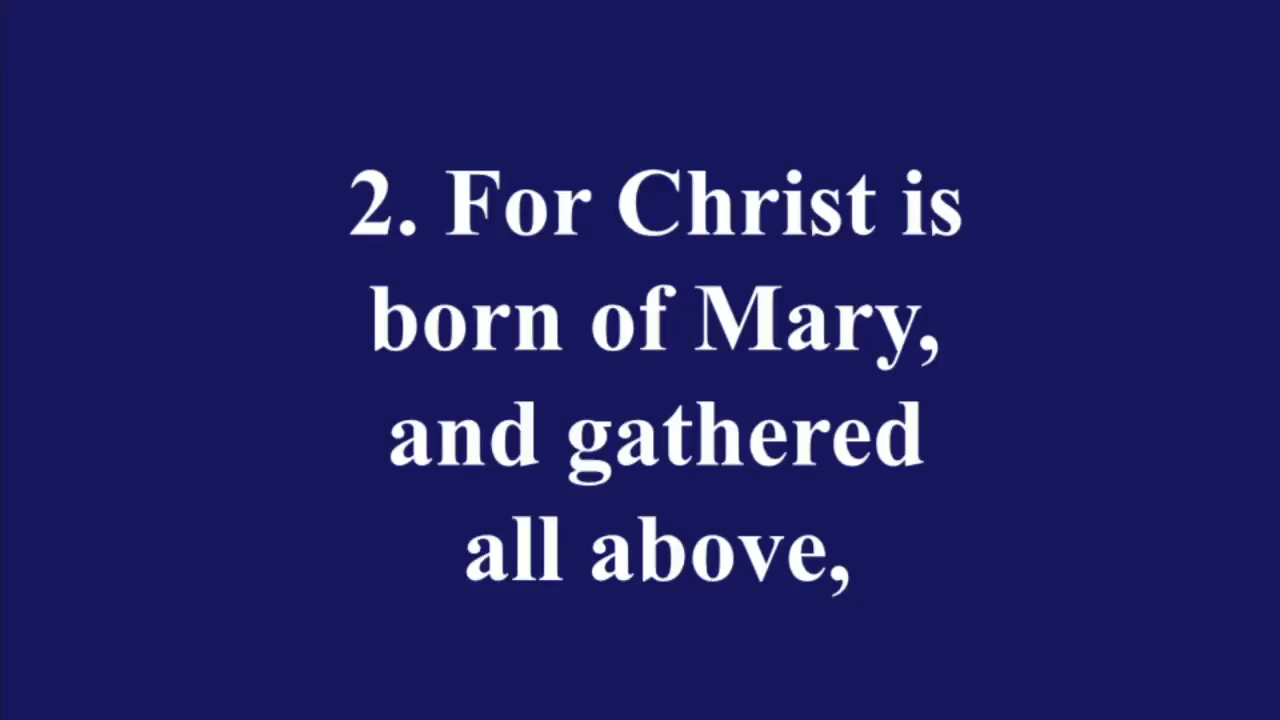 2. For Christ is
born of Mary,
and gathered
all above,